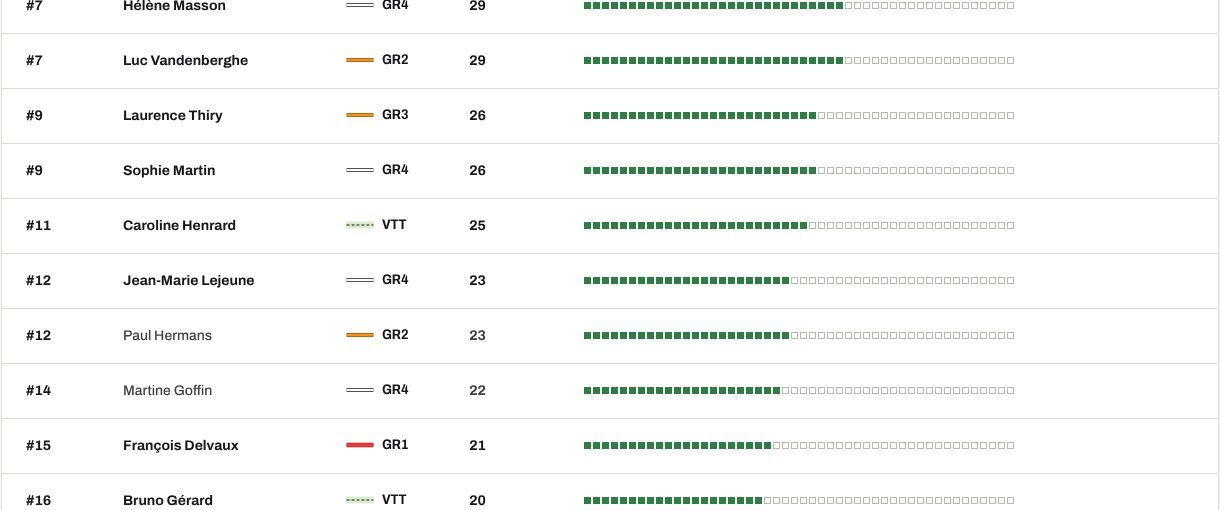 #7 Hélène Masson GR4 29
#7 Luc Vandenberghe GR2 29
#9 Laurence Thiry GR3 26
#9 Sophie Martin GR4 26
#11 Caroline Henrard VTT 25
#12 Jean-Marie Lejeune GR4 23
#12 Paul Hermans GR2 23
#14 Martine Goffin GR4 22
#15 François Delvaux GR1 21
#16 Bruno Gérard VTT 20